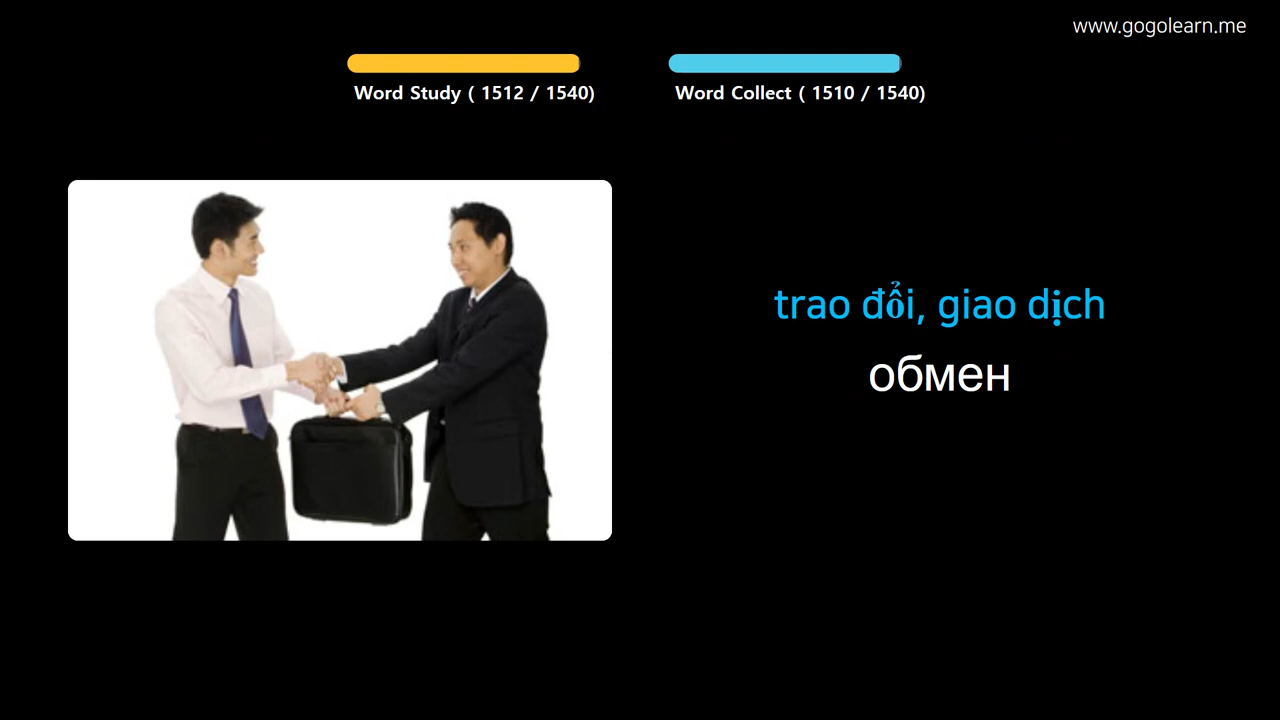 www.gogolearn.me
Word Study ( 1512 / 1540)
Word Collect ( 1510 / 1540)
trao đổi, giao dịch
обмен